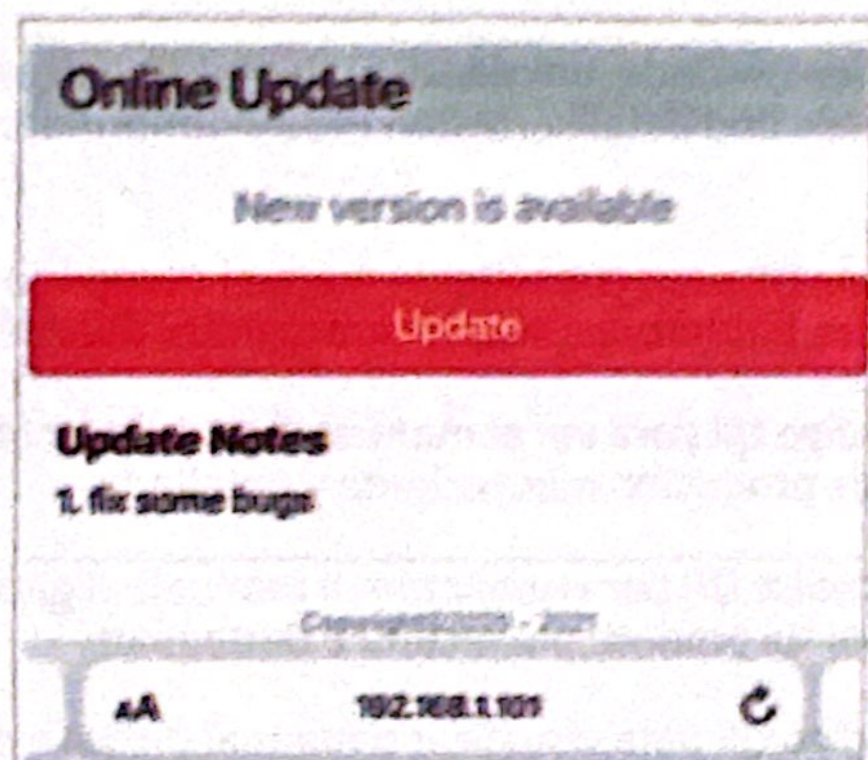 Online Update
New version is available
Update
Update Notes
1. fix some bugs
Copyright©2020 - 2021
AA 192.168.1.101